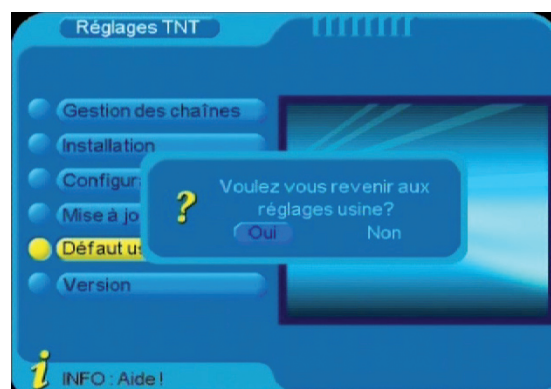 Réglages TNT
Gestion des chaînes
Installation
Configur
Mise à jo
Défaut us
Version
?
Voulez vous revenir aux
réglages usine?
Oui Non
i INFO : Aide !